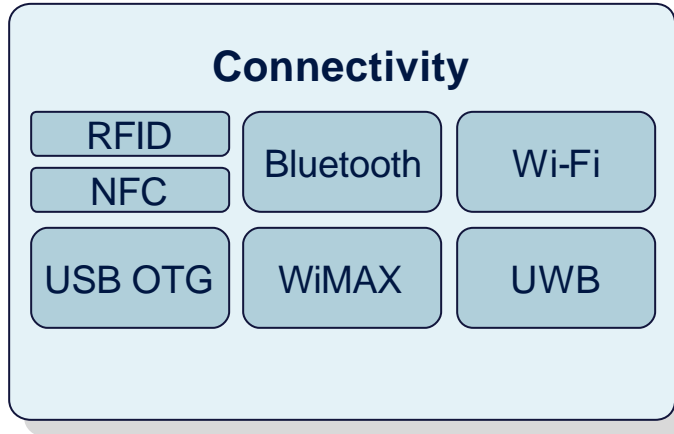 Connectivity
RFID
NFC
Bluetooth
Wi-Fi
USB OTG
WiMAX
UWB